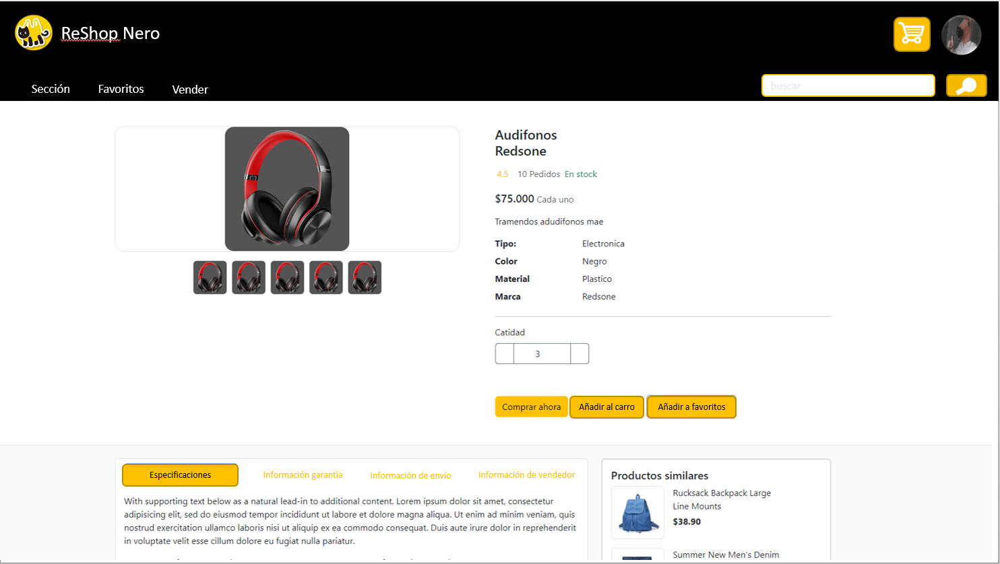 ReShop Nero
Sección
Favoritos
Vender
buscar
Audifonos
Redsone
4.5 10 Pedidos En stock
$75.000 Cada uno
Tramendos adudifonos mae
Tipo: Electronica
Color Negro
Material Plastico
Marca Redsone
Catidad
3
Comprar ahora
Añadir al carro
Añadir a favoritos
Especificaciones
Información garantía
Información de envío
Información de vendedor
With supporting text below as a natural lead-in to additional content. Lorem ipsum dolor sit amet, consectetur
adipisicing elit, sed do eiusmod tempor incididunt ut labore et dolore magna aliqua. Ut enim ad minim veniam, quis
nostrud exercitation ullamco laboris nisi ut aliquip ex ea commodo consequat. Duis aute irure dolor in reprehenderit
in voluptate velit esse cillum dolore eu fugiat nulla pariatur.
Productos similares
Rucksack Backpack Large
Line Mounts
$38.90
Summer New Men's Denim